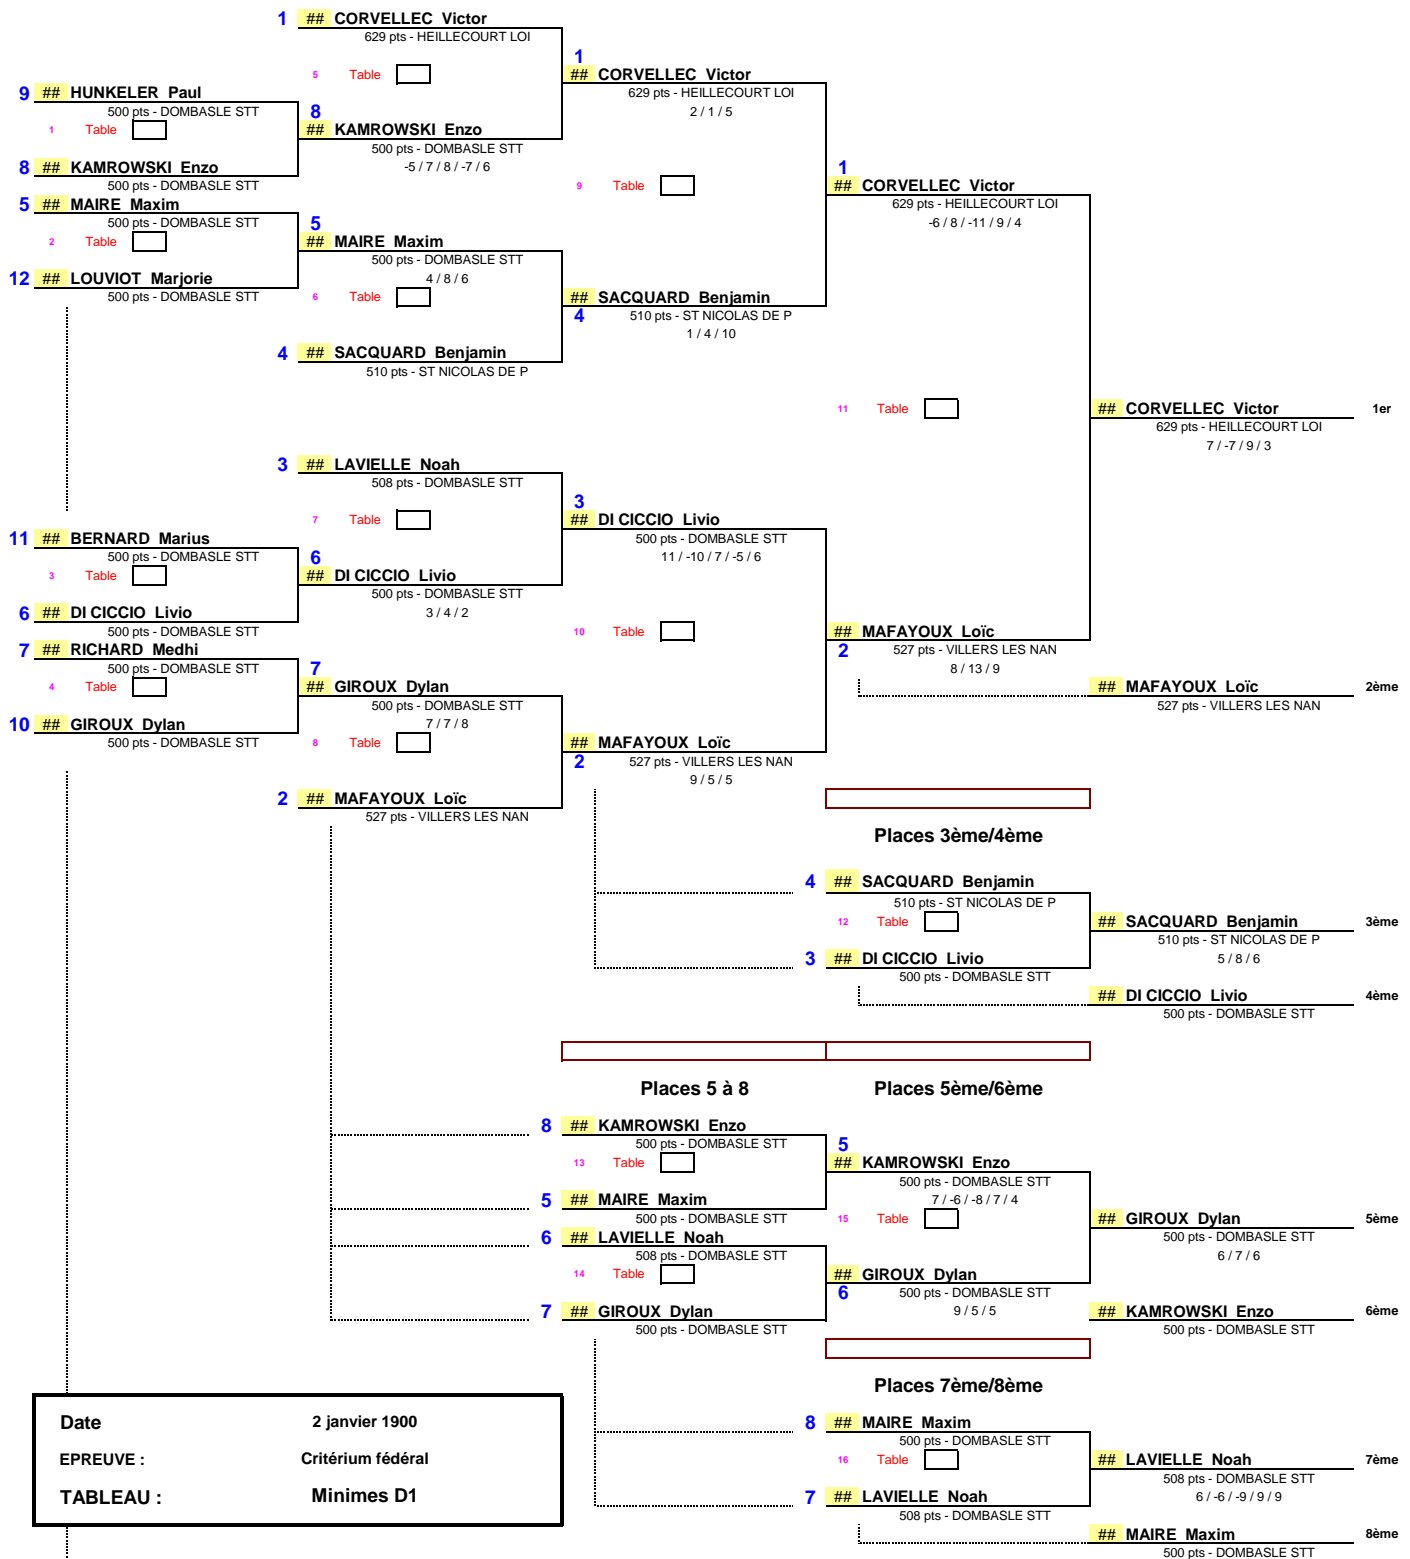 1 ## CORVELLEC Victor
629 pts - HEILLECOURT LOI
5 Table
1
## CORVELLEC Victor
629 pts - HEILLECOURT LOI
2 / 1 / 5
9 ## HUNKELER Paul
500 pts - DOMBASLE STT
1 Table
8
## KAMROWSKI Enzo
500 pts - DOMBASLE STT
-5 / 7 / 8 / -7 / 6
8 ## KAMROWSKI Enzo
500 pts - DOMBASLE STT
9 Table
1
## CORVELLEC Victor
629 pts - HEILLECOURT LOI
-6 / 8 / -11 / 9 / 4
5 ## MAIRE Maxim
500 pts - DOMBASLE STT
2 Table
5
## MAIRE Maxim
500 pts - DOMBASLE STT
4 / 8 / 6
12 ## LOUVIOT Marjorie
500 pts - DOMBASLE STT
6 Table
## SACQUARD Benjamin
4 510 pts - ST NICOLAS DE P
1 / 4 / 10
4 ## SACQUARD Benjamin
510 pts - ST NICOLAS DE P
11 Table
## CORVELLEC Victor 1er
629 pts - HEILLECOURT LOI
7 / -7 / 9 / 3
3 ## LAVIELLE Noah
508 pts - DOMBASLE STT
7 Table
3
## DI CICCIO Livio
500 pts - DOMBASLE STT
11 / -10 / 7 / -5 / 6
11 ## BERNARD Marius
500 pts - DOMBASLE STT
3 Table
6
## DI CICCIO Livio
500 pts - DOMBASLE STT
3 / 4 / 2
6 ## DI CICCIO Livio
500 pts - DOMBASLE STT
10 Table
## MAFAYOUX Loïc
2 527 pts - VILLERS LES NAN
8 / 13 / 9
7 ## RICHARD Medhi
500 pts - DOMBASLE STT
4 Table
7
## GIROUX Dylan
500 pts - DOMBASLE STT
7 / 7 / 8
## MAFAYOUX Loïc 2ème
527 pts - VILLERS LES NAN
10 ## GIROUX Dylan
500 pts - DOMBASLE STT
8 Table
## MAFAYOUX Loïc
2 527 pts - VILLERS LES NAN
9 / 5 / 5
2 ## MAFAYOUX Loïc
527 pts - VILLERS LES NAN
Places 3ème/4ème
4 ## SACQUARD Benjamin
510 pts - ST NICOLAS DE P
12 Table
## SACQUARD Benjamin 3ème
510 pts - ST NICOLAS DE P
5 / 8 / 6
3 ## DI CICCIO Livio
500 pts - DOMBASLE STT
## DI CICCIO Livio 4ème
500 pts - DOMBASLE STT
Places 5 à 8 Places 5ème/6ème
8 ## KAMROWSKI Enzo
500 pts - DOMBASLE STT
13 Table
5
## KAMROWSKI Enzo
500 pts - DOMBASLE STT
7 / -6 / -8 / 7 / 4
5 ## MAIRE Maxim
500 pts - DOMBASLE STT
15 Table
## GIROUX Dylan 5ème
500 pts - DOMBASLE STT
6 / 7 / 6
6 ## LAVIELLE Noah
508 pts - DOMBASLE STT
14 Table
## GIROUX Dylan
6 500 pts - DOMBASLE STT
9 / 5 / 5
7 ## GIROUX Dylan
500 pts - DOMBASLE STT
## KAMROWSKI Enzo 6ème
500 pts - DOMBASLE STT
Places 7ème/8ème
8 ## MAIRE Maxim
500 pts - DOMBASLE STT
16 Table
## LAVIELLE Noah 7ème
508 pts - DOMBASLE STT
6 / -6 / -9 / 9 / 9
7 ## LAVIELLE Noah
508 pts - DOMBASLE STT
## MAIRE Maxim 8ème
500 pts - DOMBASLE STT
Date 2 janvier 1900
EPREUVE : Critérium fédéral
TABLEAU : Minimes D1